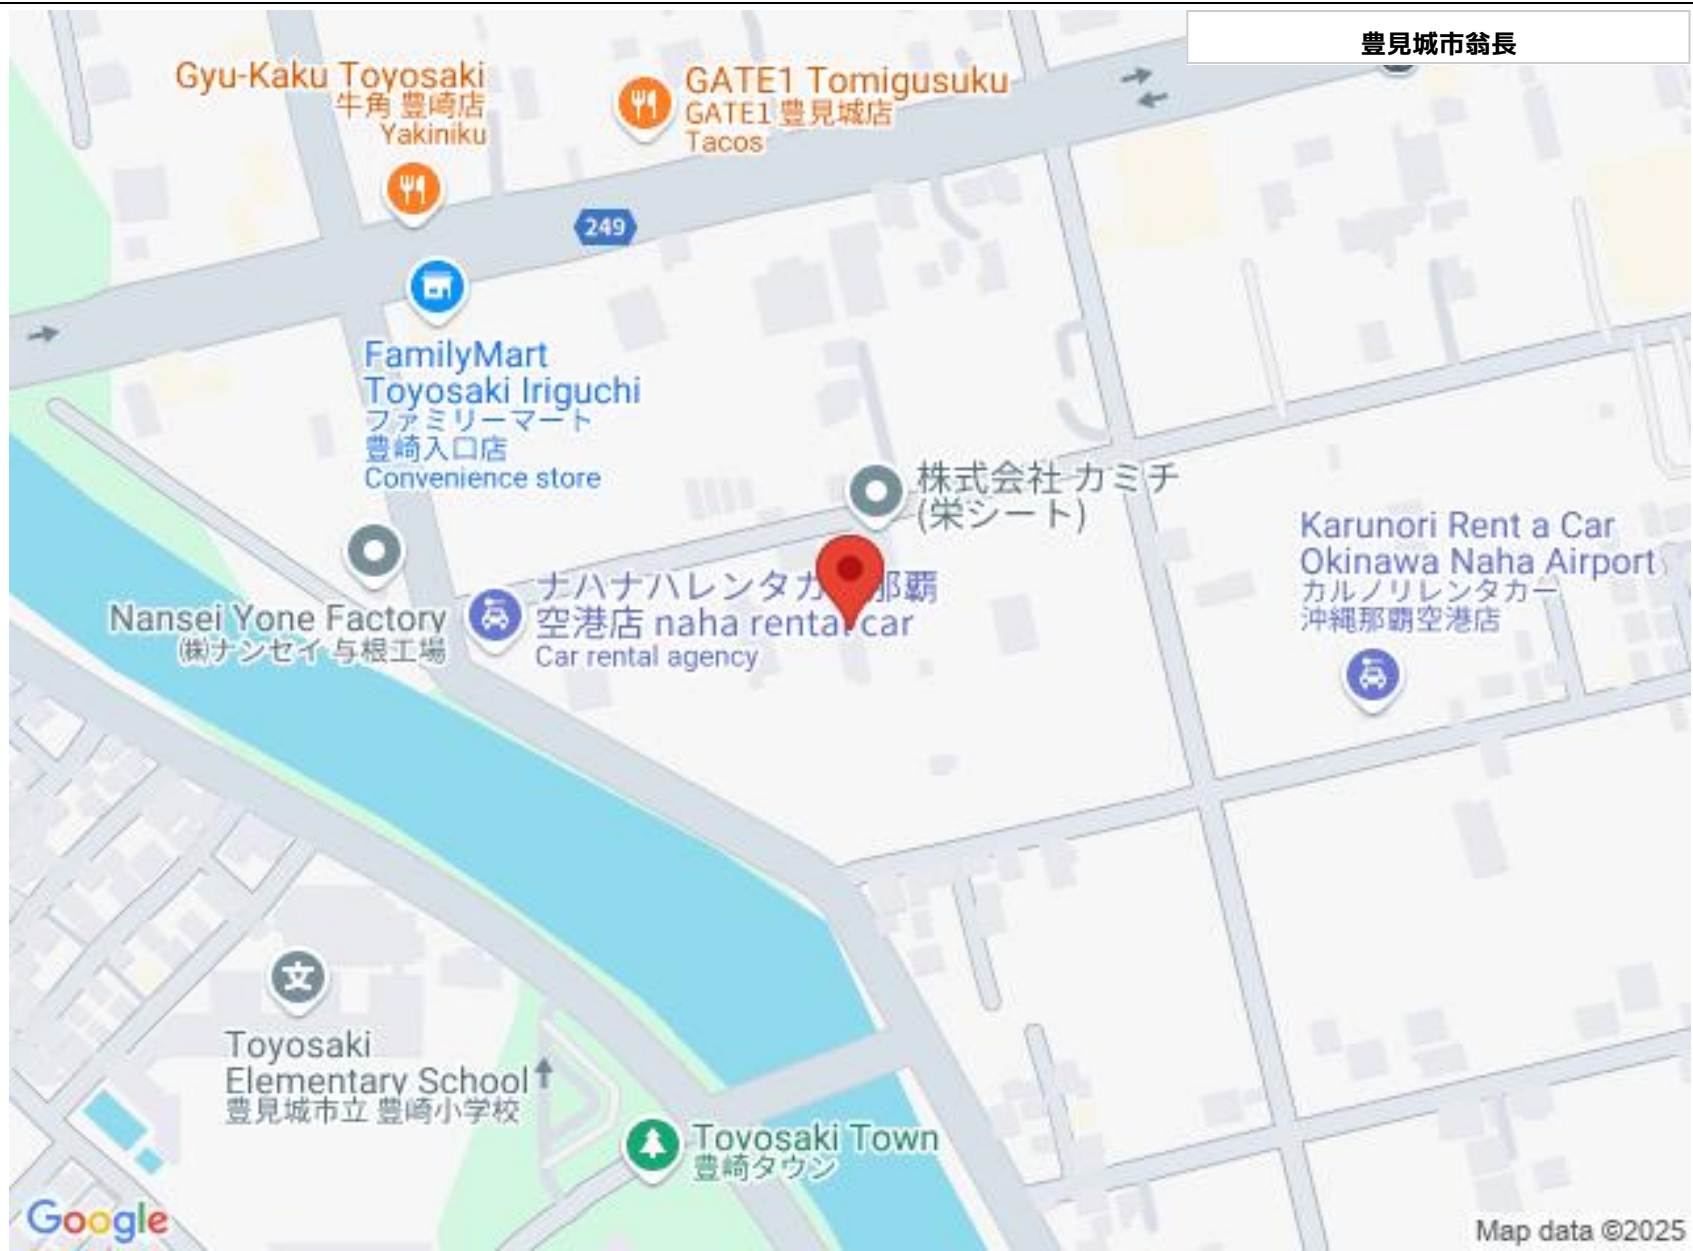 豊見城市翁長
Gyu-Kaku Toyosaki
牛角 豊崎店
Yakiniku
GATE1 Tomigusuku
GATE1 豊見城店
Tacos
249
FamilyMart
Toyosaki Iriguchi
ファミリーマート
豊崎入口店
Convenience store
株式会社 カミチ
(栄シート)
Karunori Rent a Car
Okinawa Naha Airport
カルノリレンタカー
沖縄那覇空港店
Nansei Yone Factory
㈱ナンセイ 与根工場
ナハナハレンタカ 那覇
空港店 naha rental car
Car rental agency
文
Toyosaki
Elementary School
豊見城市立 豊崎小学校
Toyosaki Town
豊崎タウン
Google
Map data ©2025